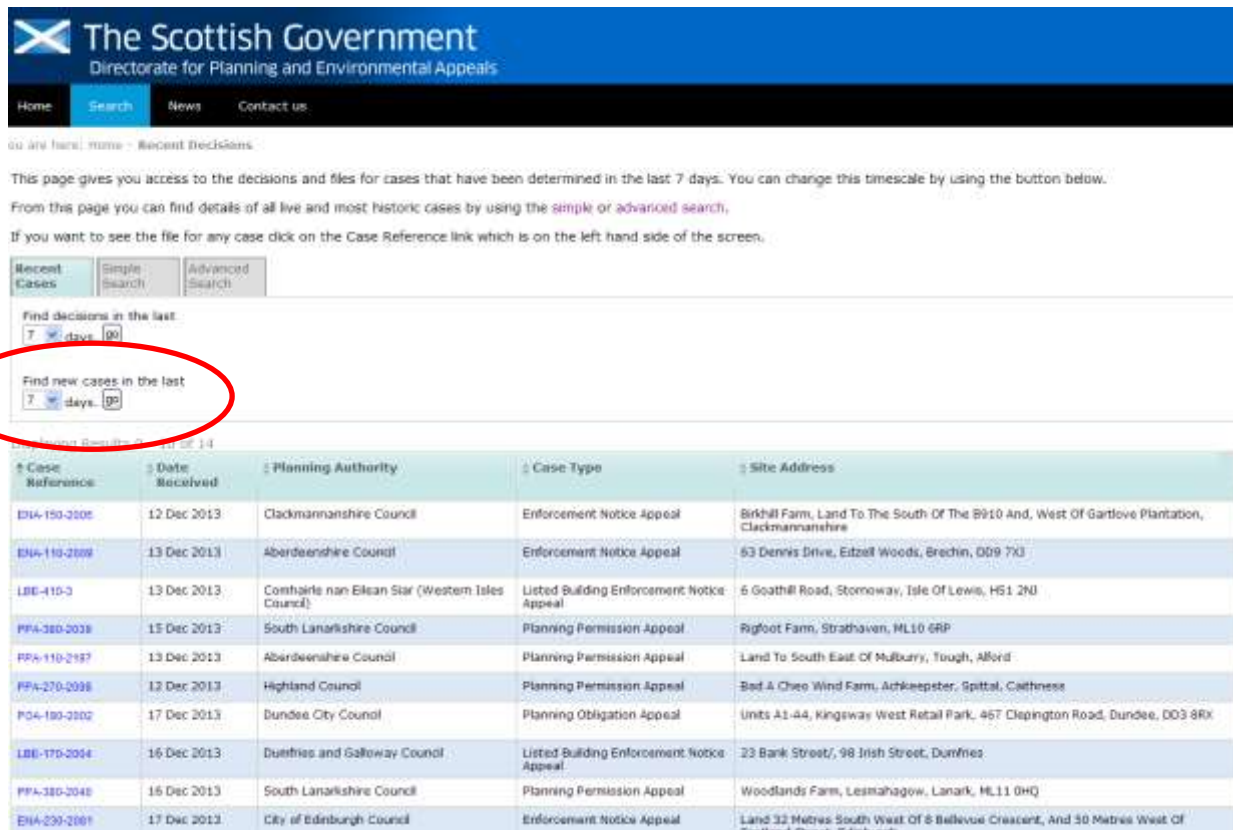 The Scottish Government
Directorate for Planning and Environmental Appeals
Home Search News Contact us
ou are here: Home - Recent Decisions
This page gives you access to the decisions and files for cases that have been determined in the last 7 days. You can change this timescale by using the button below.
From this page you can find details of all live and most historic cases by using the simple or advanced search.
If you want to see the file for any case click on the Case Reference link which is on the left hand side of the screen.
Recent Cases Simple Search Advanced Search
Find decisions in the last
7 days. go
Find new cases in the last
7 days. go
Displaying Results of 14
Case Reference Date Received Planning Authority Case Type Site Address
12 Dec 2013 Clackmannanshire Council Enforcement Notice Appeal Birkhill Farm, Land To The South Of The B910 And, West Of Gartlove Plantation, Clackmannanshire
13 Dec 2013 Aberdeenshire Council Enforcement Notice Appeal 63 Dennis Drive, Edzell Woods, Brechin, DD9 7XJ
LBE-410-3 13 Dec 2013 Comhairle nan Eilean Siar (Western Isles Council) Listed Building Enforcement Notice Appeal 6 Goathill Road, Stornoway, Isle Of Lewis, HS1 2NJ
15 Dec 2013 South Lanarkshire Council Planning Permission Appeal Rigfoot Farm, Strathaven, ML10 6RP
PPA-110-2197 13 Dec 2013 Aberdeenshire Council Planning Permission Appeal Land To South East Of Mulburry, Tough, Alford
12 Dec 2013 Highland Council Planning Permission Appeal Bad A Cheo Wind Farm, Achkeepster, Spittal, Caithness
POA-180-2002 17 Dec 2013 Dundee City Council Planning Obligation Appeal Units A1-A4, Kingsway West Retail Park, 467 Clepington Road, Dundee, DD3 8RX
LBE-170-2004 16 Dec 2013 Dumfries and Galloway Council Listed Building Enforcement Notice Appeal 23 Bank Street/, 98 Irish Street, Dumfries
PPA-380-2040 16 Dec 2013 South Lanarkshire Council Planning Permission Appeal Woodlands Farm, Lesmahagow, Lanark, ML11 0HQ
ENA-230-2081 17 Dec 2013 City of Edinburgh Council Enforcement Notice Appeal Land 32 Metres South West Of 8 Bellevue Crescent, And 50 Metres West Of